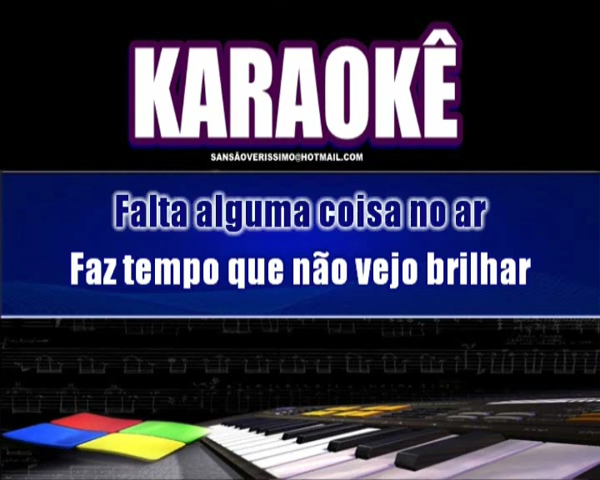 KARAOKÊ
SANSÃOVERISSIMO@HOTMAIL.COM
Falta alguma coisa no ar
Faz tempo que não vejo brilhar